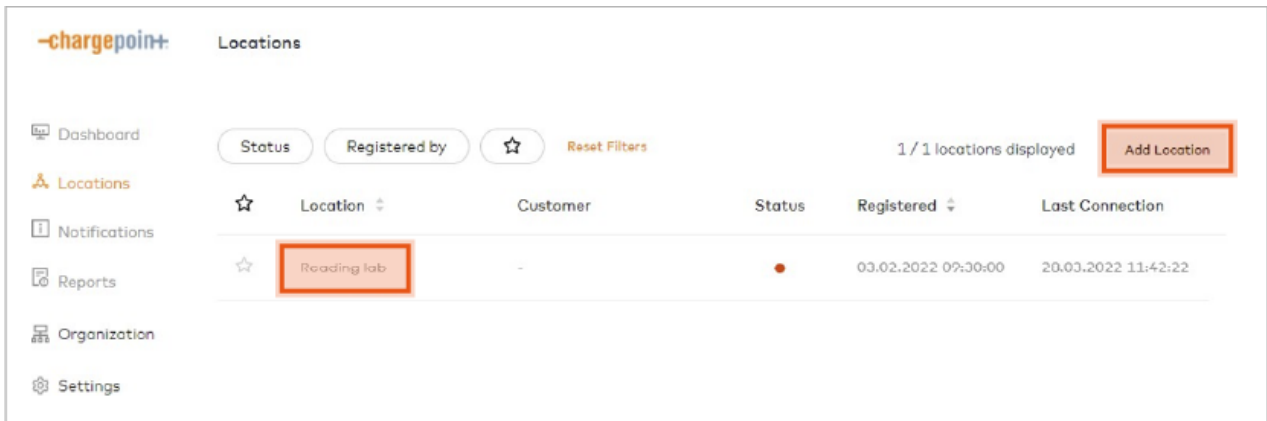 chargepoin+
Locations
Dashboard
Locations
Notifications
Reports
Organization
Settings
Status Registered by Reset Filters 1 / 1 locations displayed Add Location
Location Customer Status Registered Last Connection
Reading lab - 03.02.2022 09:30:00 20.03.2022 11:42:22